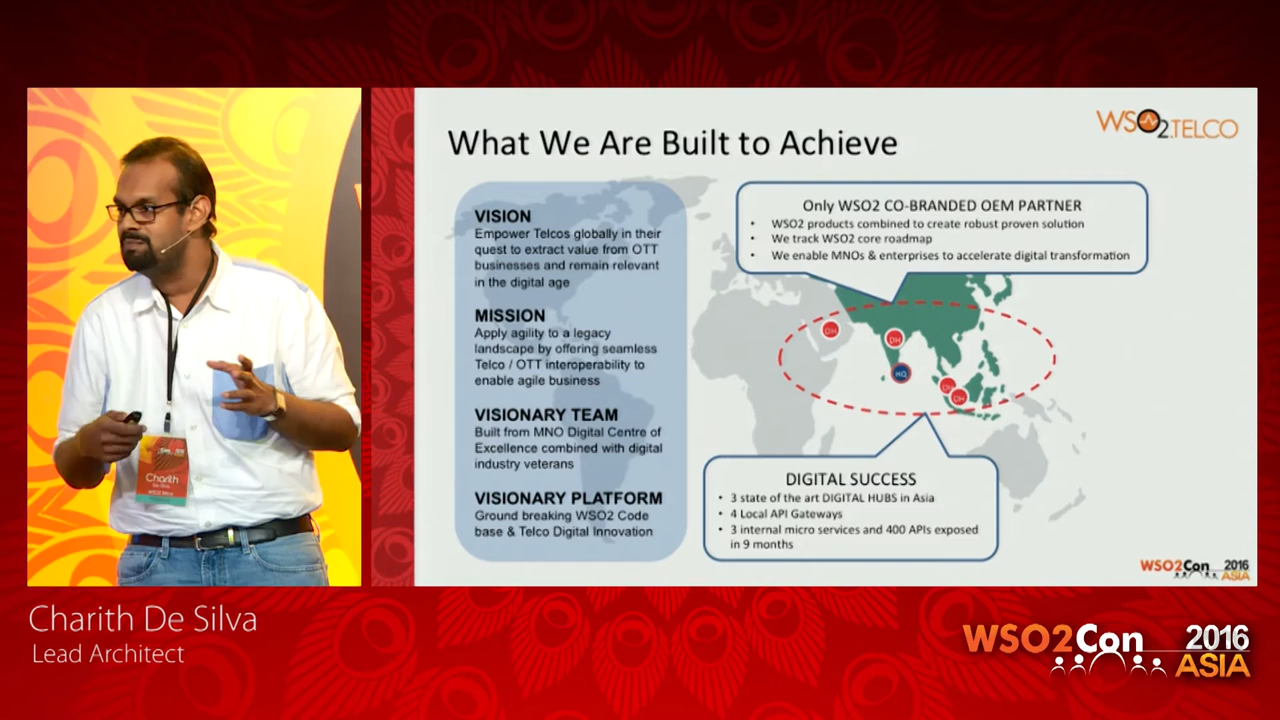 What We Are Built to Achieve
WSO2.TELCO
VISION
Empower Telcos globally in their
quest to extract value from OTT
businesses and remain relevant
in the digital age
MISSION
Apply agility to a legacy
landscape by offering seamless
Telco / OTT interoperability to
enable agile business
VISIONARY TEAM
Built from MNO Digital Centre of
Excellence combined with digital
industry veterans
VISIONARY PLATFORM
Ground breaking WSO2 Code
base & Telco Digital Innovation
Only WSO2 CO-BRANDED OEM PARTNER
• WSO2 products combined to create robust proven solution
• We track WSO2 core roadmap
• We enable MNOs & enterprises to accelerate digital transformation
DH
DH
HQ
DH
DH
DIGITAL SUCCESS
• 3 state of the art DIGITAL HUBS in Asia
• 4 Local API Gateways
• 3 internal micro services and 400 APIs exposed
in 9 months
WSO2Con 2016
ASIA
Charith
Charith De Silva
Lead Architect
WSO2Con 2016
ASIA